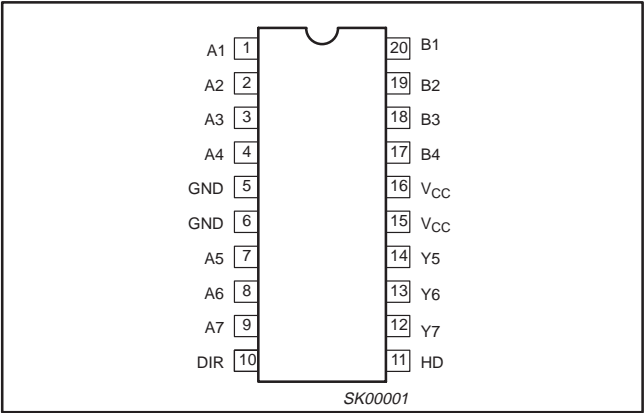 A1 1 20 B1
A2 2 19 B2
A3 3 18 B3
A4 4 17 B4
GND 5 16 VCC
GND 6 15 VCC
A5 7 14 Y5
A6 8 13 Y6
A7 9 12 Y7
DIR 10 11 HD
SK00001